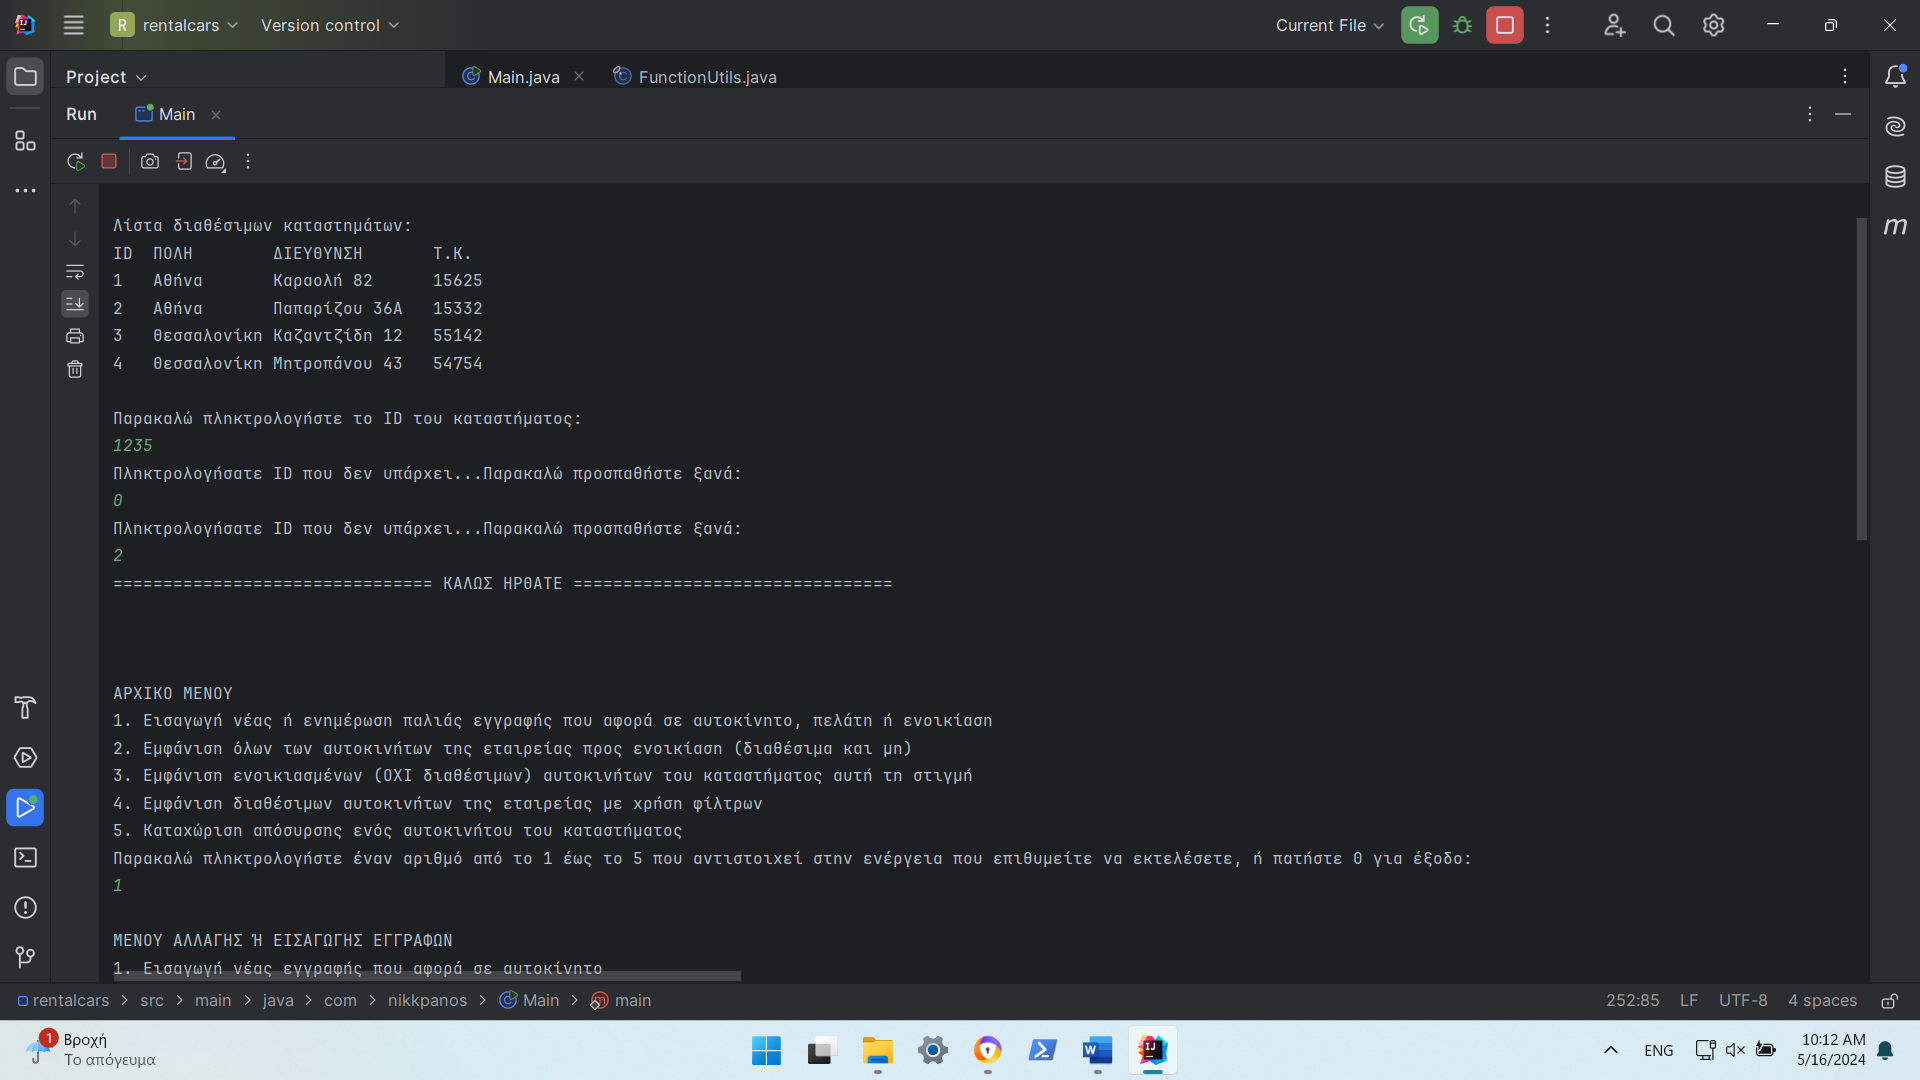 R rentalcars Version control Current File
Project Main.java FunctionUtils.java
Run Main
Λίστα διαθέσιμων καταστημάτων:
ID ΠΟΛΗ ΔΙΕΥΘΥΝΣΗ Τ.Κ.
1 Αθήνα Καραολή 82 15625
2 Αθήνα Παπαρίζου 36Α 15332
3 Θεσσαλονίκη Καζαντζίδη 12 55142
4 Θεσσαλονίκη Μητροπάνου 43 54754
Παρακαλώ πληκτρολογήστε το ID του καταστήματος:
1235
Πληκτρολογήσατε ID που δεν υπάρχει...Παρακαλώ προσπαθήστε ξανά:
0
Πληκτρολογήσατε ID που δεν υπάρχει...Παρακαλώ προσπαθήστε ξανά:
2
================================ ΚΑΛΩΣ ΗΡΘΑΤΕ ================================
ΑΡΧΙΚΟ ΜΕΝΟΥ
1. Εισαγωγή νέας ή ενημέρωση παλιάς εγγραφής που αφορά σε αυτοκίνητο, πελάτη ή ενοικίαση
2. Εμφάνιση όλων των αυτοκινήτων της εταιρείας προς ενοικίαση (διαθέσιμα και μη)
3. Εμφάνιση ενοικιασμένων (ΟΧΙ διαθέσιμων) αυτοκινήτων του καταστήματος αυτή τη στιγμή
4. Εμφάνιση διαθέσιμων αυτοκινήτων της εταιρείας με χρήση φίλτρων
5. Καταχώριση απόσυρσης ενός αυτοκινήτου του καταστήματος
Παρακαλώ πληκτρολογήστε έναν αριθμό από το 1 έως το 5 που αντιστοιχεί στην ενέργεια που επιθυμείτε να εκτελέσετε, ή πατήστε 0 για έξοδο:
1
ΜΕΝΟΥ ΑΛΛΑΓΗΣ Ή ΕΙΣΑΓΩΓΗΣ ΕΓΓΡΑΦΩΝ
1. Εισαγωγή νέας εγγραφής που αφορά σε αυτοκίνητο
rentalcars > src > main > java > com > nikkpanos > Main > main 252:85 LF UTF-8 4 spaces
1 Βροχή
Το απόγευμα
ENG 10:12 AM
5/16/2024